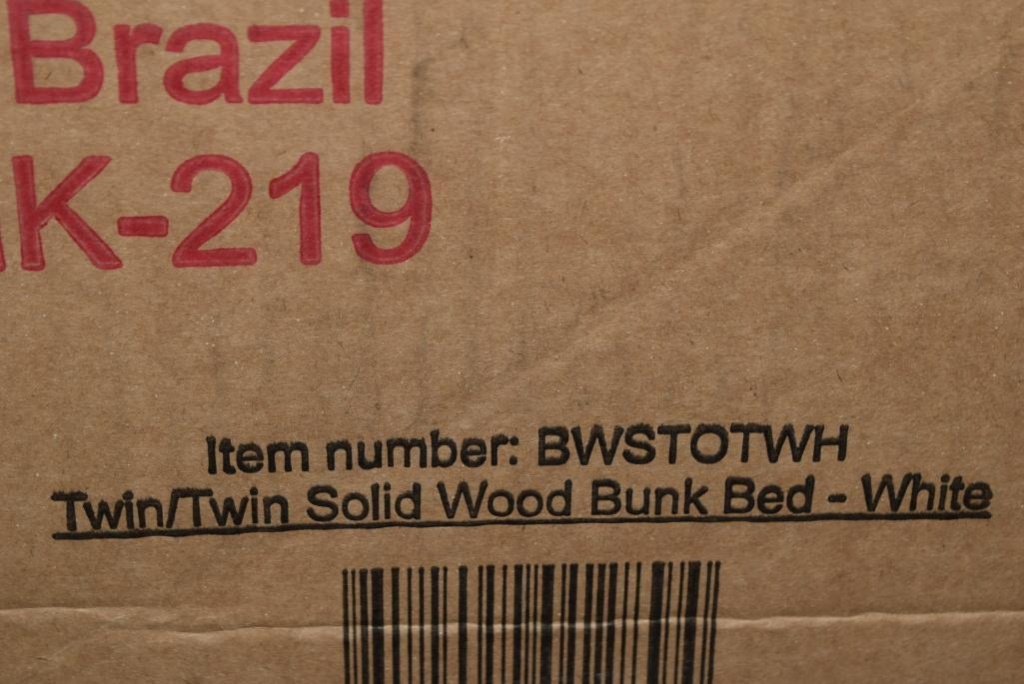 Brazil
K-219
Item number: BWSTOTWH
Twin/Twin Solid Wood Bunk Bed - White